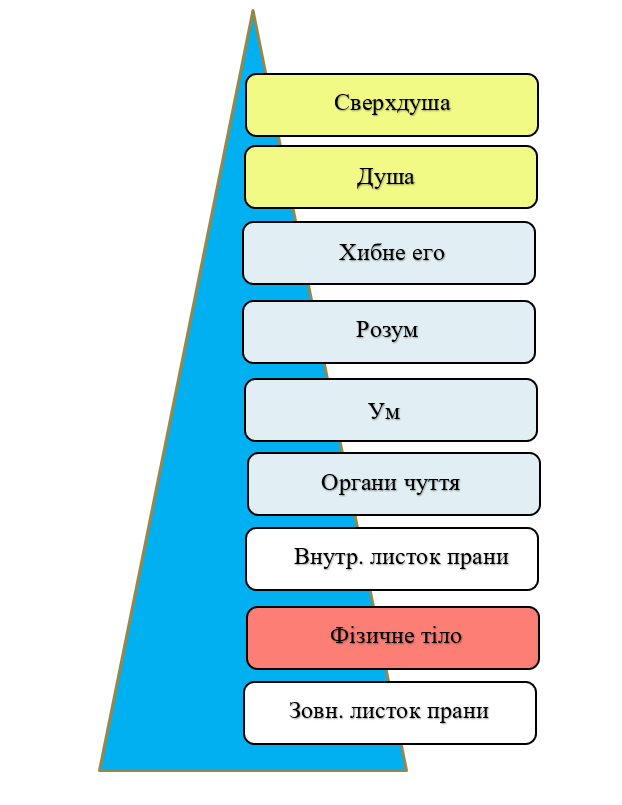 Сверхдуша
Душа
Хибне его
Розум
Ум
Органи чуття
Внутр. листок прани
Фізичне тіло
Зовн. листок прани